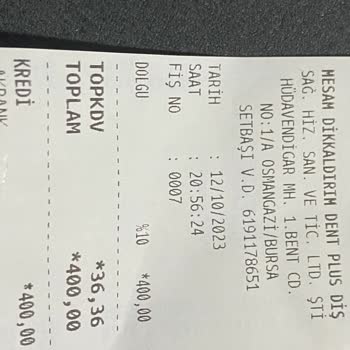 MESAM DİKKALDIRIM DENT PLUS DİŞ
SAĞ. HİZ. SAN. VE TİC. LTD. ŞTİ
HÜDAVENDİGAR MH. 1.BENT CD.
NO:1/A OSMANGAZİ/BURSA
SETBAŞI V.D. 6191178651
TARİH : 12/10/2023
SAAT : 20:56:24
FİŞ NO : 0007
DOLGU %10 *400,00
TOPKDV *36,36
TOPLAM *400,00
KREDİ *400,00
AKBANK